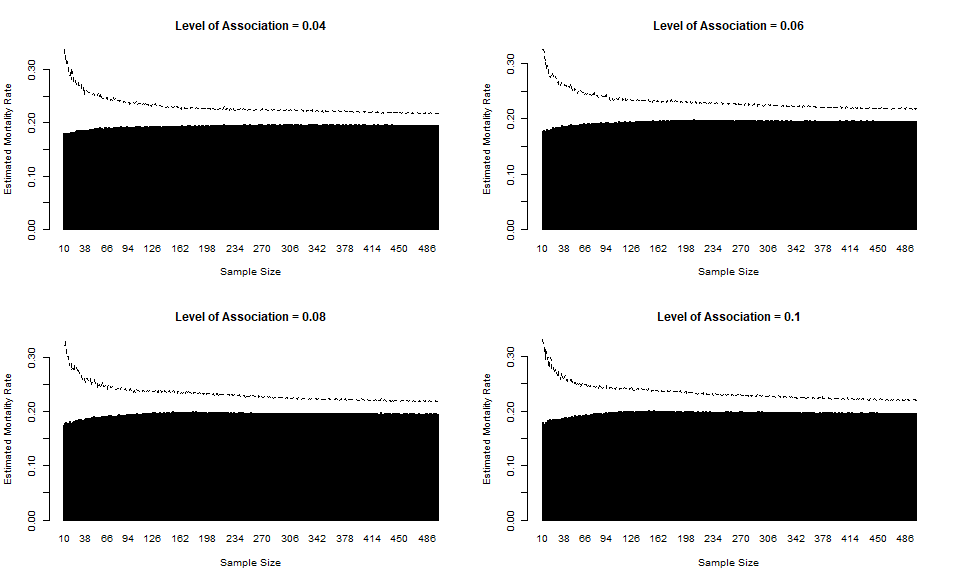 Level of Association = 0.04
Estimated Mortality Rate
0.30
0.20
0.10
0.00
10 38 66 94 126 162 198 234 270 306 342 378 414 450 486
Sample Size
Level of Association = 0.06
Estimated Mortality Rate
0.30
0.20
0.10
0.00
10 38 66 94 126 162 198 234 270 306 342 378 414 450 486
Sample Size
Level of Association = 0.08
Estimated Mortality Rate
0.30
0.20
0.10
0.00
10 38 66 94 126 162 198 234 270 306 342 378 414 450 486
Sample Size
Level of Association = 0.1
Estimated Mortality Rate
0.30
0.20
0.10
0.00
10 38 66 94 126 162 198 234 270 306 342 378 414 450 486
Sample Size